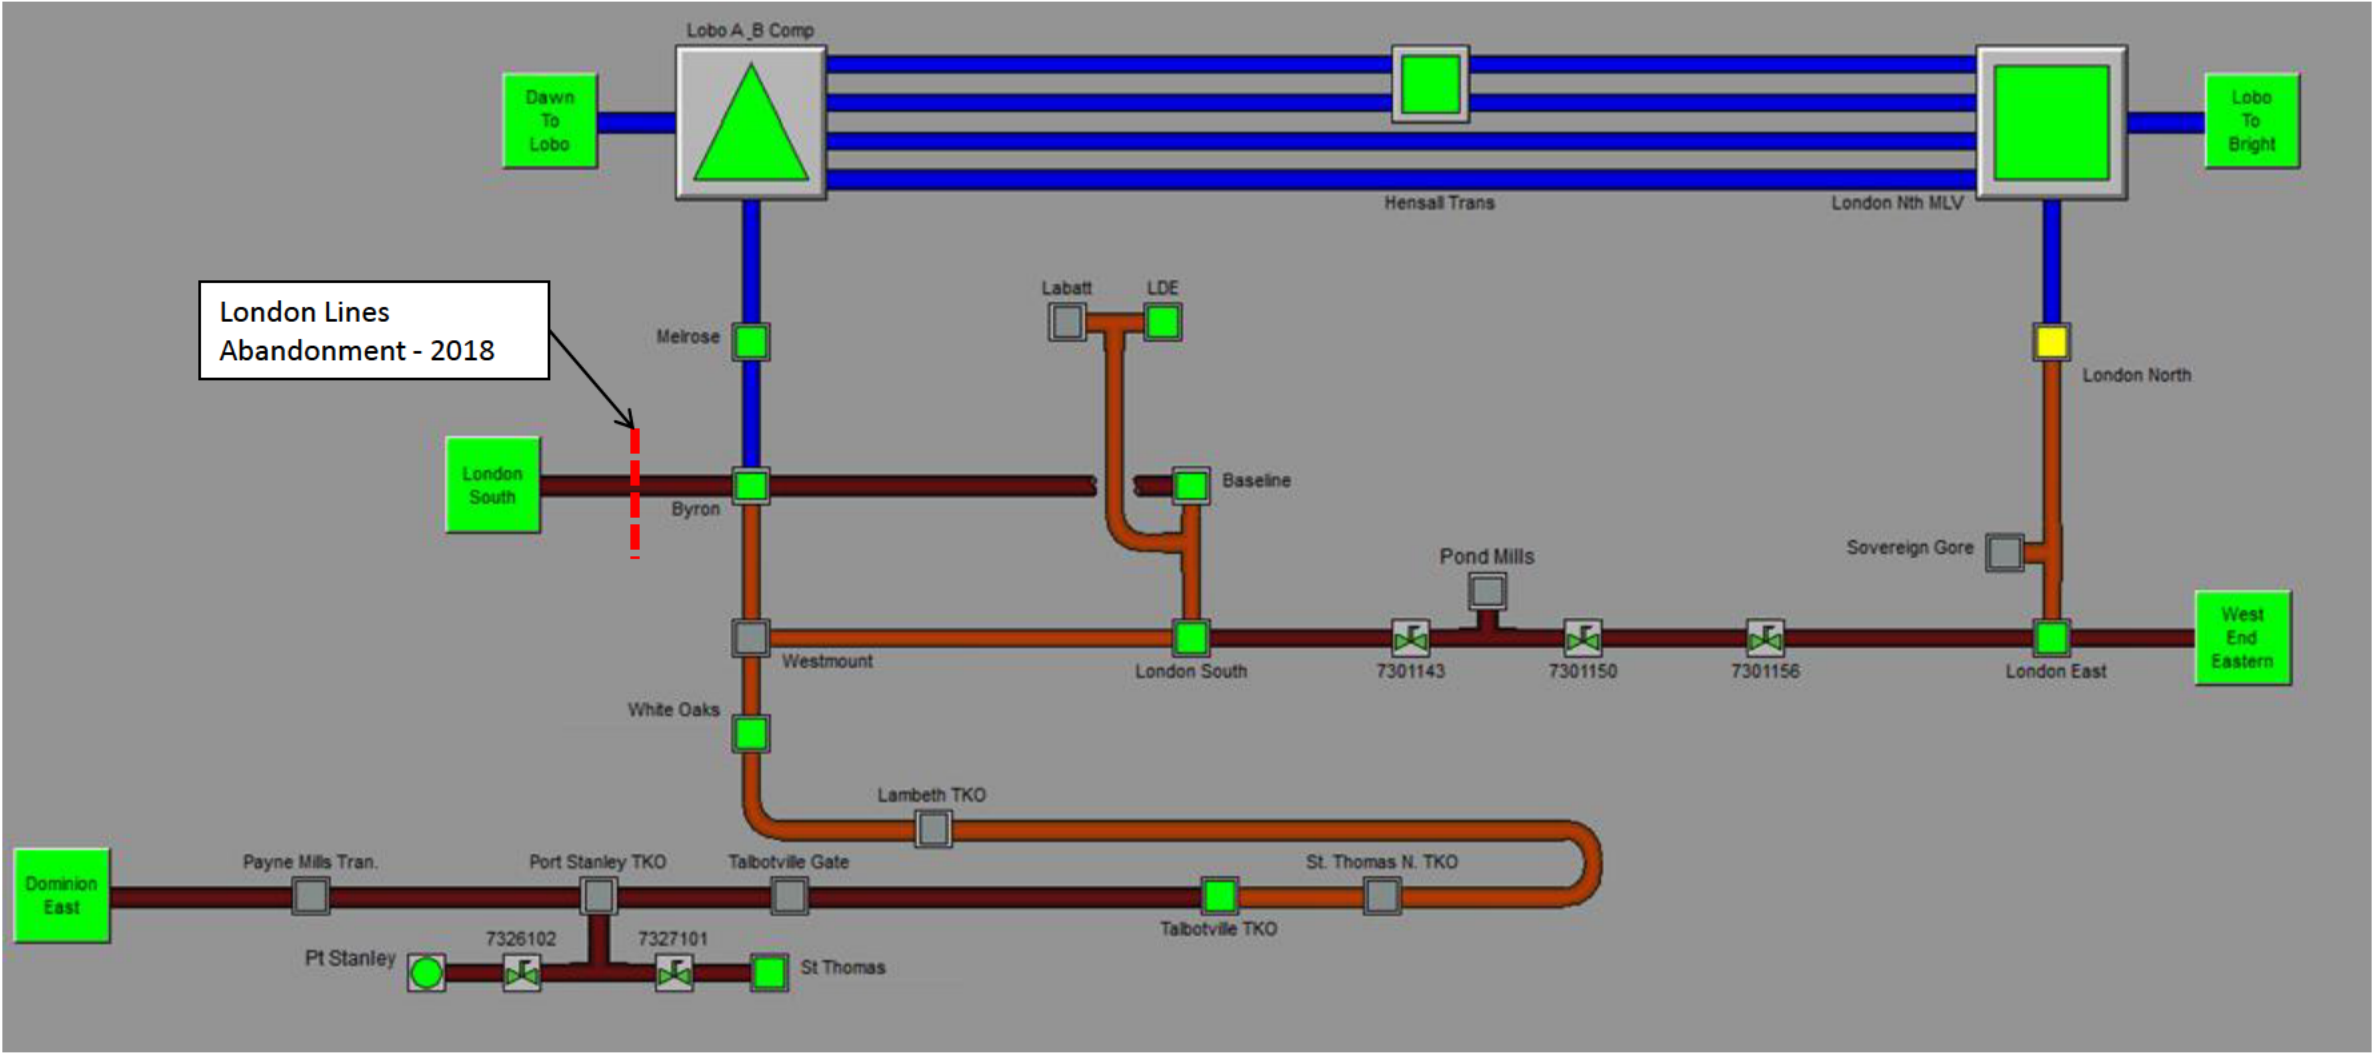 Lobo A_B Comp
Dawn
To
Lobo
Lobo
To
Bright
Hensall Trans
London Nth MLV
London Lines
Abandonment - 2018
Labatt
LDE
Melrose
London North
London
South
Byron
Baseline
Pond Mills
Sovereign Gore
West
End
Eastern
Westmount
London South
7301143
7301150
7301156
London East
White Oaks
Lambeth TKO
Dominion
East
Payne Mills Tran.
Port Stanley TKO
Talbotville Gate
St. Thomas N. TKO
Talbotville TKO
Pt Stanley
7326102
7327101
St Thomas